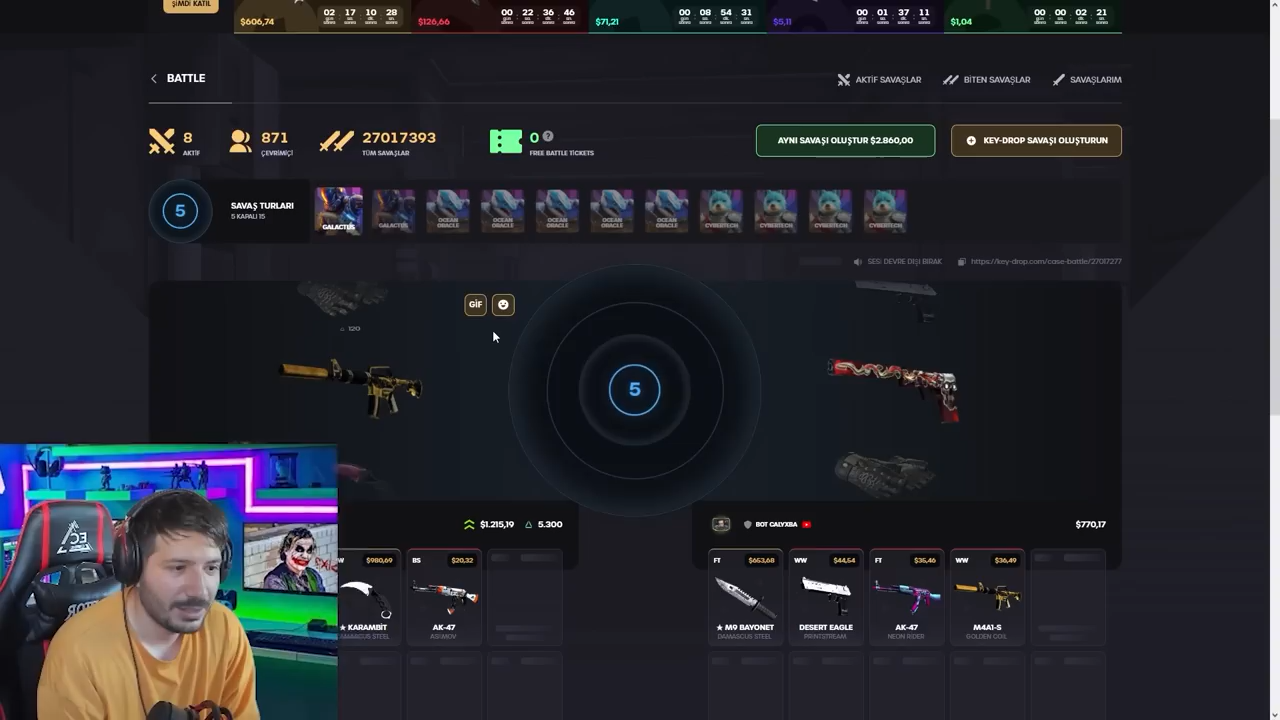 ŞİMDİ KATIL
$606,74
02 17 10 28
$126,66
00 22 36 46
$71,21
00 08 54 31
$5,11
00 01 37 11
$1,04
00 00 02 21
BATTLE
AKTİF SAVAŞLAR
BİTEN SAVAŞLAR
SAVAŞLARIM
8
AKTİF
871
ÇEVRİMİÇİ
27017393
TÜM SAVAŞLAR
0
FREE BATTLE TICKETS
AYNI SAVAŞI OLUŞTUR $2.860,00
KEY-DROP SAVAŞI OLUŞTURUN
5
SAVAŞ TURLARI
5 KAPALI 15
GALACTUS
GALACTUS
OCEAN ORACLE
OCEAN ORACLE
OCEAN ORACLE
OCEAN ORACLE
OCEAN ORACLE
CYBERTECH
CYBERTECH
CYBERTECH
CYBERTECH
SES: DEVRE DIŞI BIRAK
https://key-drop.com/case-battle/27017277
GİF
120
5
$1.215,19
5.300
BOT CALYXBA
$770,17
W $980,69
★ KARAMBIT
DAMASCUS STEEL
BS $20,32
AK-47
ASIIMOV
FT $653,68
★ M9 BAYONET
DAMASCUS STEEL
WW $44,54
DESERT EAGLE
PRINTSTREAM
FT $35,46
AK-47
NEON RIDER
WW $36,49
M4A1-S
GOLDEN COIL